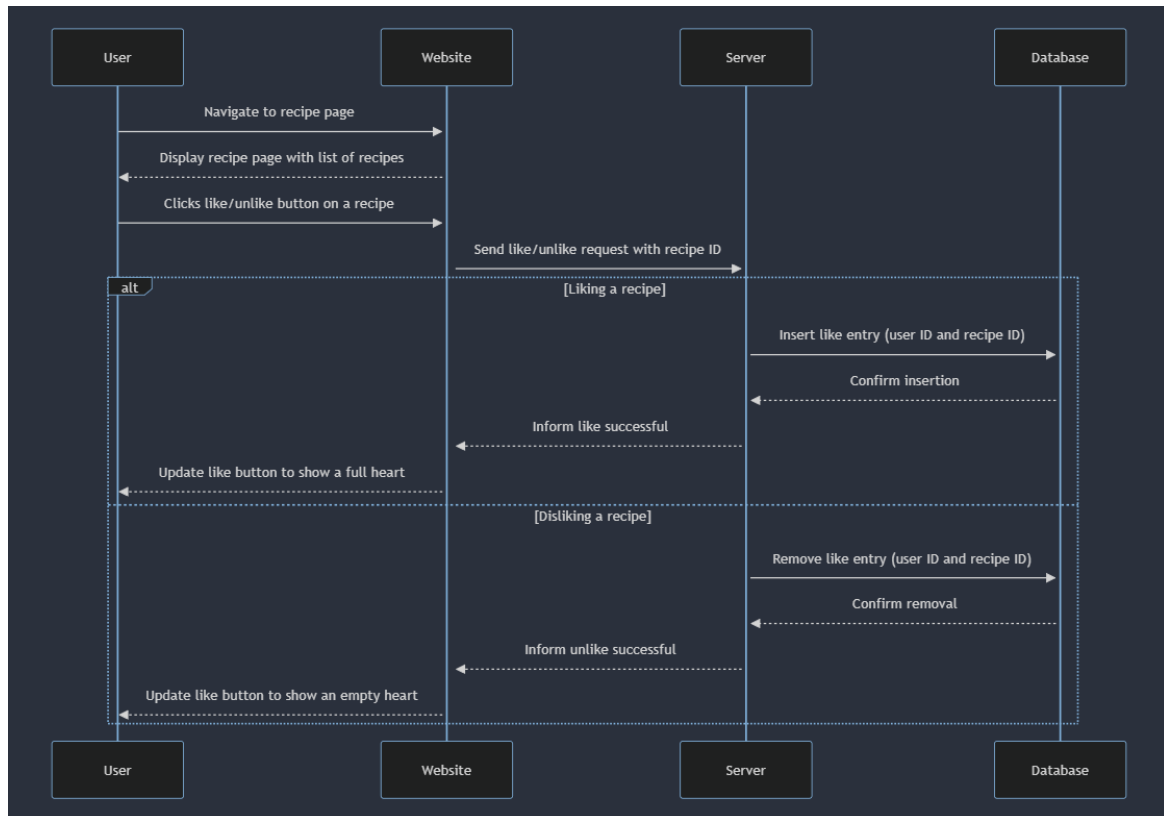 User Website Server Database
Navigate to recipe page
Display recipe page with list of recipes
Clicks like/unlike button on a recipe
Send like/unlike request with recipe ID
alt [Liking a recipe]
Insert like entry (user ID and recipe ID)
Confirm insertion
Inform like successful
Update like button to show a full heart
[Disliking a recipe]
Remove like entry (user ID and recipe ID)
Confirm removal
Inform unlike successful
Update like button to show an empty heart
User Website Server Database